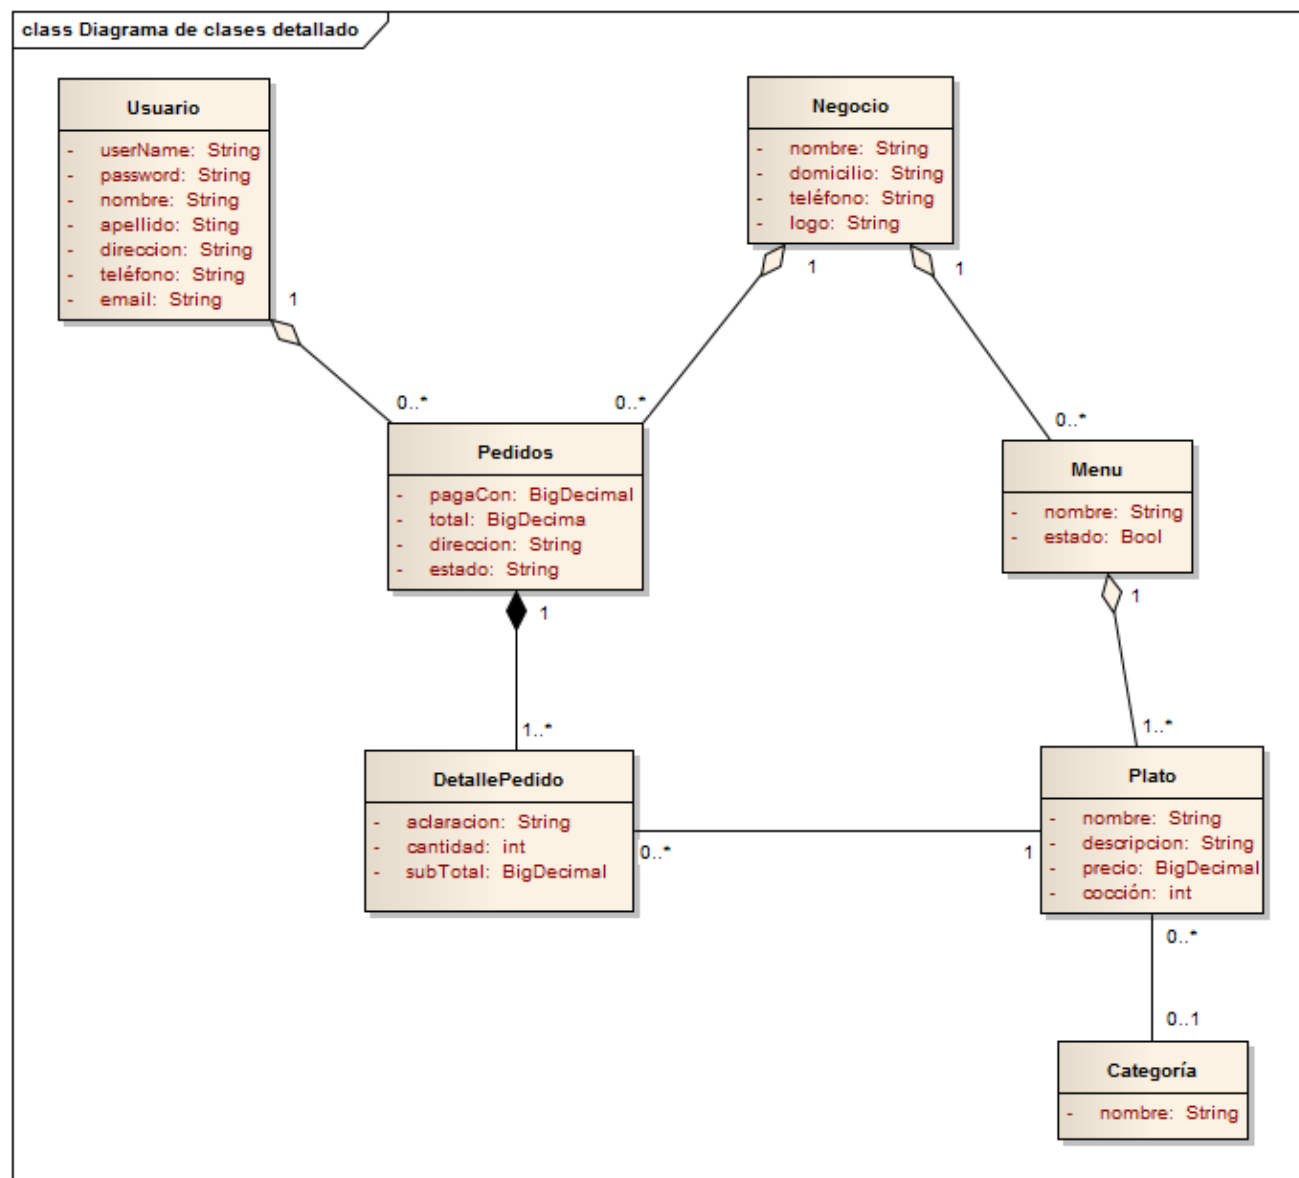 class Diagrama de clases detallado
Usuario
- userName: String
- password: String
- nombre: String
- apellido: Sting
- direccion: String
- teléfono: String
- email: String
1
0..*
Negocio
- nombre: String
- domicilio: String
- teléfono: String
- logo: String
1
1
0..*
0..*
Pedidos
- pagaCon: BigDecimal
- total: BigDecima
- direccion: String
- estado: String
1
1..*
Menu
- nombre: String
- estado: Bool
1
1..*
DetallePedido
- aclaracion: String
- cantidad: int
- subTotal: BigDecimal
0..*
1
Plato
- nombre: String
- descripcion: String
- precio: BigDecimal
- cocción: int
0..*
0..1
Categoría
- nombre: String